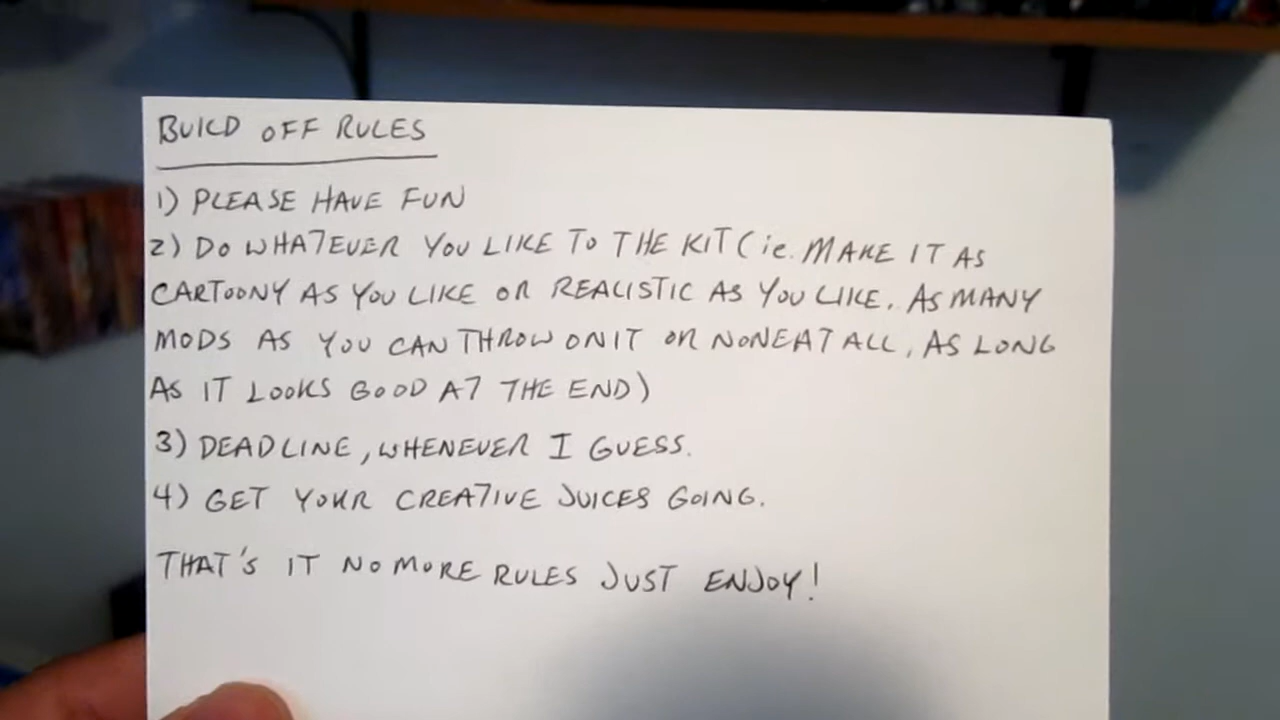 BUILD OFF RULES
1) PLEASE HAVE FUN
2) DO WHATEVER YOU LIKE TO THE KIT (ie. MAKE IT AS
CARTOONY AS YOU LIKE OR REALISTIC AS YOU LIKE. AS MANY
MODS AS YOU CAN THROW ON IT OR NONE AT ALL, AS LONG
AS IT LOOKS GOOD AT THE END)
3) DEADLINE, WHENEVER I GUESS.
4) GET YOUR CREATIVE JUICES GOING.
THAT'S IT NO MORE RULES JUST ENJOY!